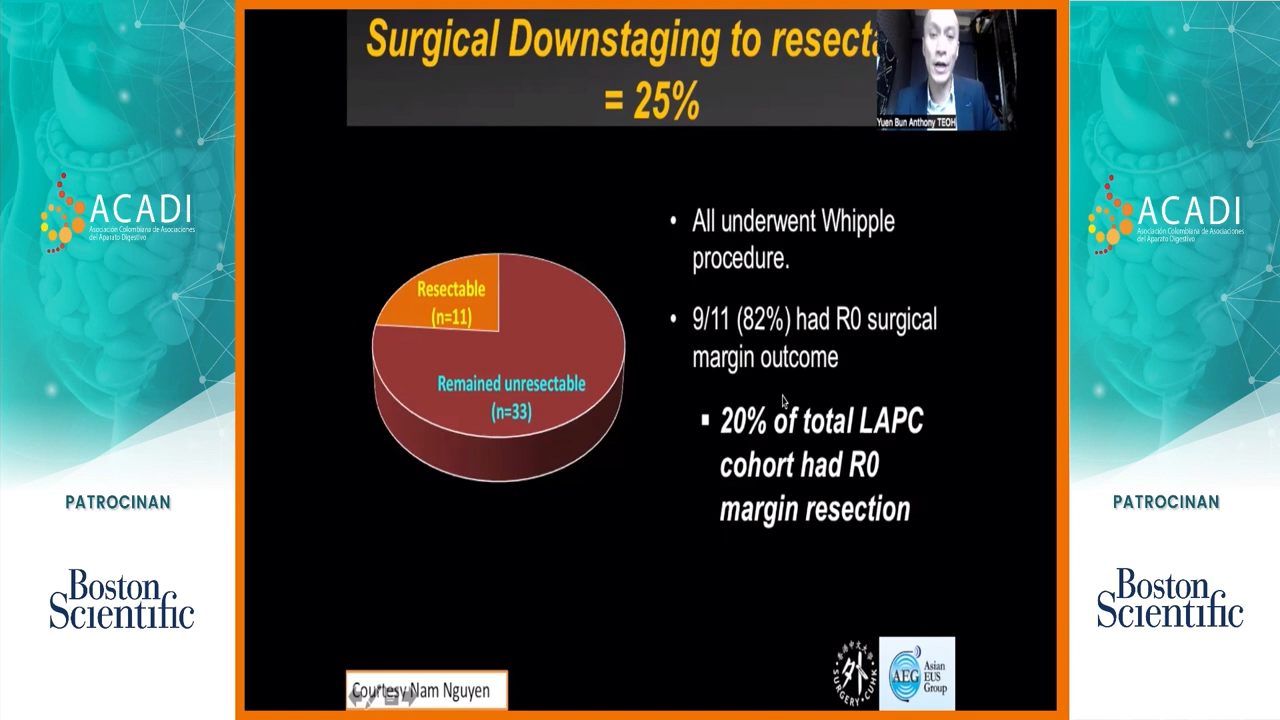 Surgical Downstaging to resecta
= 25%
Yuen Bun Anthony TEOH
ACADI
Asociación Colombiana de Asociaciones
del Aparato Digestivo
PATROCINAN
Boston
Scientific
Resectable
(n=11)
Remained unresectable
(n=33)
• All underwent Whipple
procedure.
• 9/11 (82%) had R0 surgical
margin outcome
▪ 20% of total LAPC
cohort had R0
margin resection
Courtesy Nam Nguyen
SURGERY·CUHK
外
AEG
Asian
EUS
Group
ACADI
Asociación Colombiana de Asociaciones
del Aparato Digestivo
PATROCINAN
Boston
Scientific